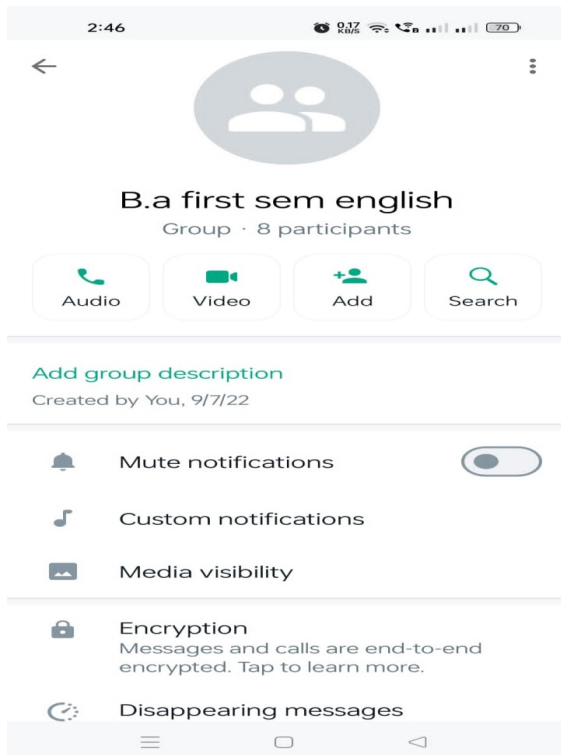 2:46 0.17 KB/S 70
B.a first sem english
Group · 8 participants
Audio Video Add Search
Add group description
Created by You, 9/7/22
Mute notifications
Custom notifications
Media visibility
Encryption
Messages and calls are end-to-end
encrypted. Tap to learn more.
Disappearing messages